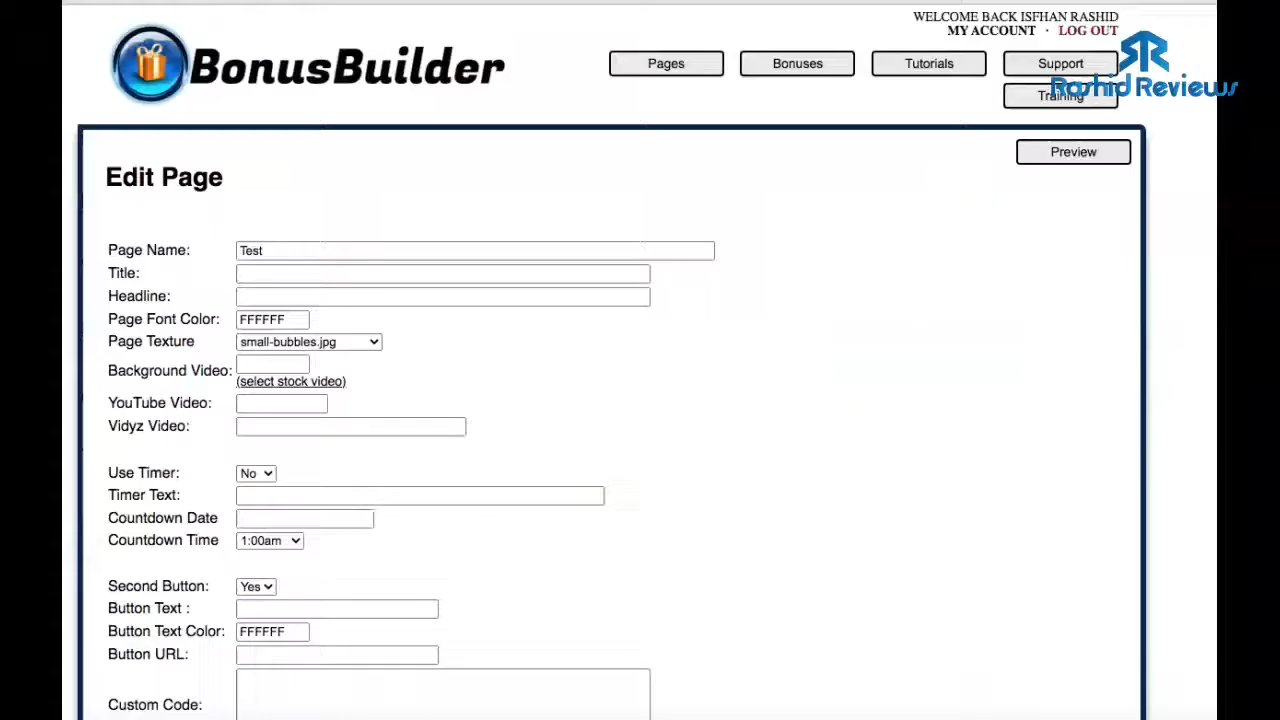 WELCOME BACK ISFHAN RASHID
MY ACCOUNT · LOG OUT
BonusBuilder
Pages Bonuses Tutorials Support
Training
Rashid Reviews
Preview
Edit Page
Page Name: Test
Title:
Headline:
Page Font Color: FFFFFF
Page Texture small-bubbles.jpg
Background Video:
(select stock video)
YouTube Video:
Vidyz Video:
Use Timer: No
Timer Text:
Countdown Date
Countdown Time 1:00am
Second Button: Yes
Button Text :
Button Text Color: FFFFFF
Button URL:
Custom Code: